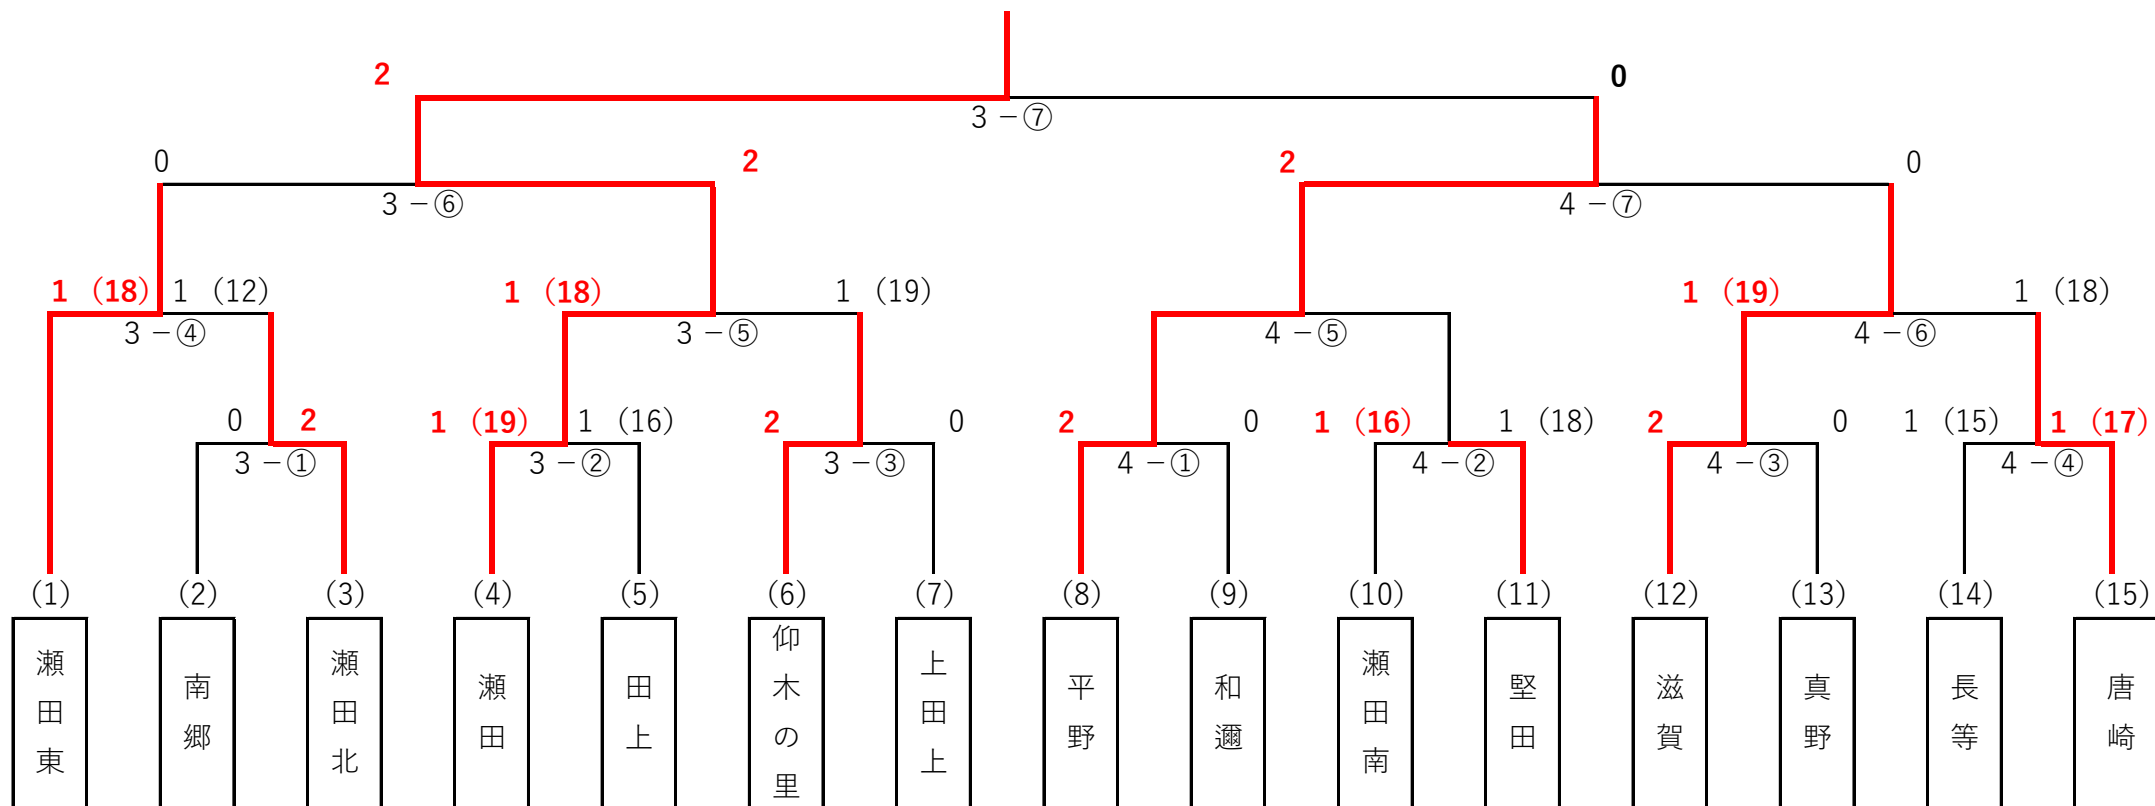 2 0
3 −⑦
0 2 2 0
3 −⑥ 4 −⑦
1 (18) 1 (12) 1 (18) 1 (19) 1 (19) 1 (18)
3 −④ 3 −⑤ 4 −⑤ 4 −⑥
0 2 1 (19) 1 (16) 2 0 2 0 1 (16) 1 (18) 2 0 1 (15) 1 (17)
3 −① 3 −② 3 −③ 4 −① 4 −② 4 −③ 4 −④
(1) (2) (3) (4) (5) (6) (7) (8) (9) (10) (11) (12) (13) (14) (15)
瀬田東
南郷
瀬田北
瀬田
田上
仰木の里
上田上
平野
和邇
瀬田南
堅田
滋賀
真野
長等
唐崎